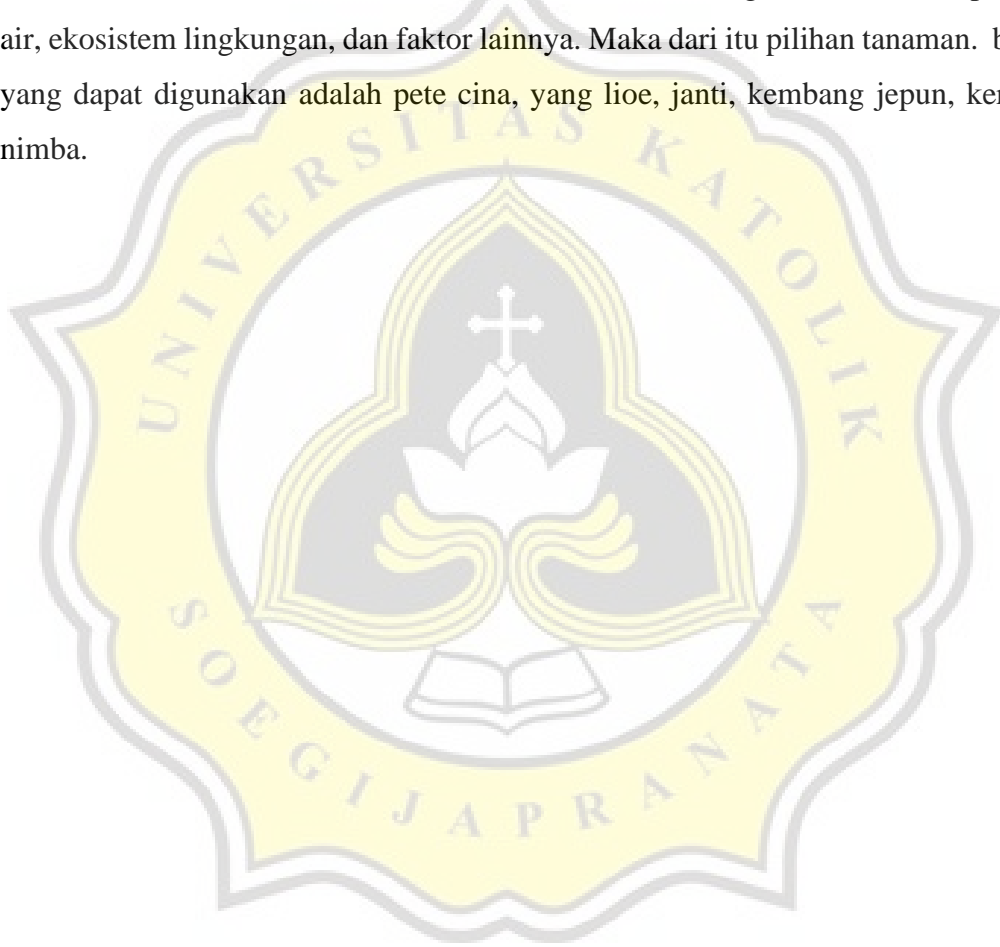 air, ekosistem lingkungan, dan faktor lainnya. Maka dari itu pilihan tanaman.
yang dapat digunakan adalah pete cina, yang lioe, janti, kembang jepun,
nimba.
UNIVERSITAS KATOLIK
SOEGIJAPRANATA